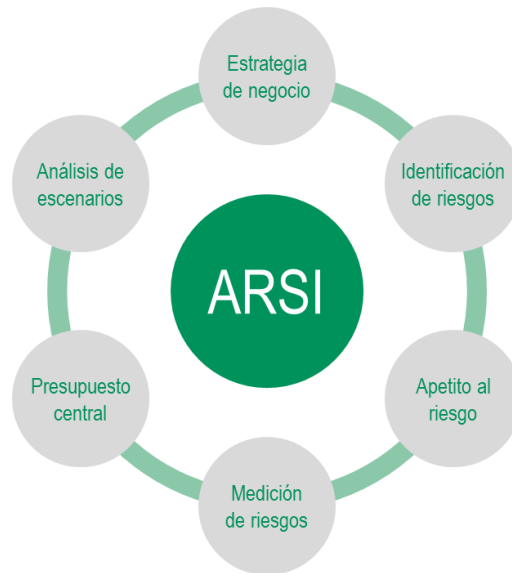 Estrategia
de negocio
Identificación
de riesgos
Apetito al
riesgo
Medición
de riesgos
Presupuesto
central
Análisis de
escenarios
ARSI